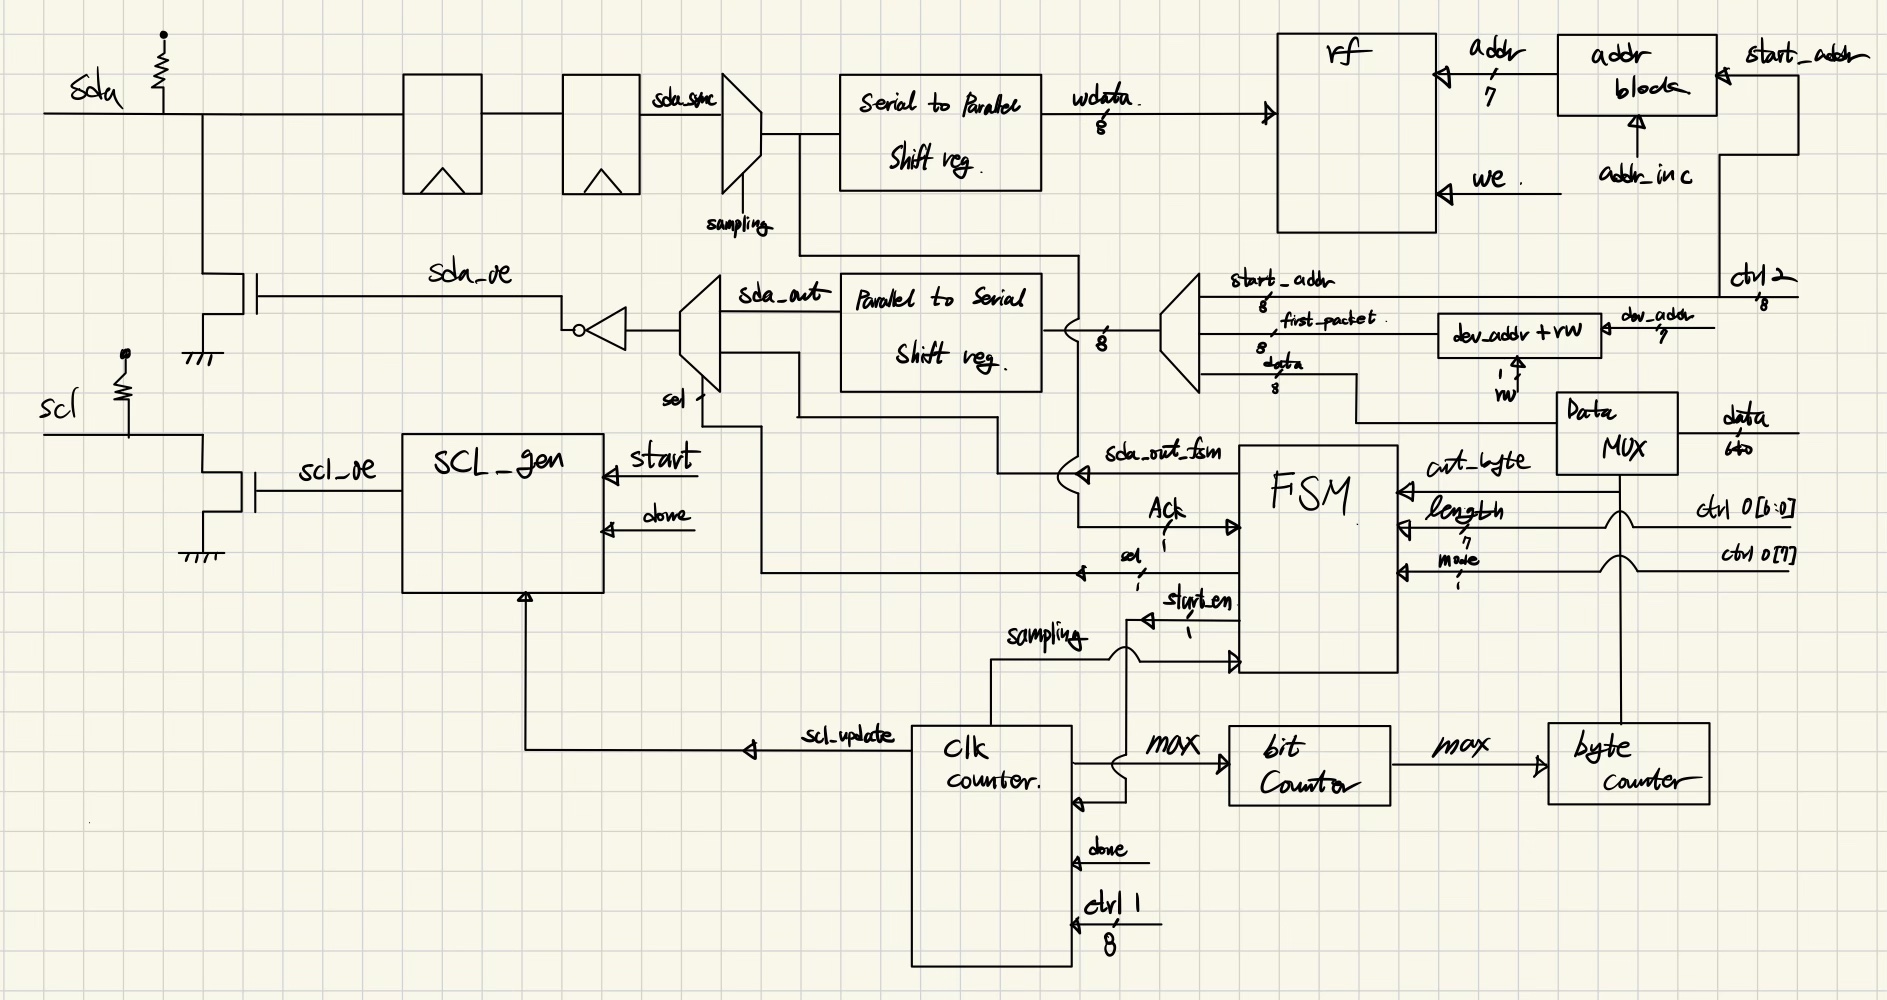 sda
sda_sync
sampling
Serial to Parallel
Shift reg.
wdata
8
rf
addr
7
addr
block
start_addr
addr_inc
we
sda_oe
sda_out
sel
Parallel to Serial
Shift reg.
8
start_addr
8
first_packet
8
data
8
ctrl 2
8
dev_addr + rw
dev_addr
7
rw
1
Data
MUX
data
scl
scl_oe
SCL_gen
start
done
sda_out_fsm
Ack
1
sel
1
start_en
1
sampling
FSM
cnt_byte
length
7
mode
1
ctrl 0[6:0]
ctrl 0[7]
scl_update
Clk
counter.
max
bit
Counter
max
byte
counter
done
ctrl 1
8